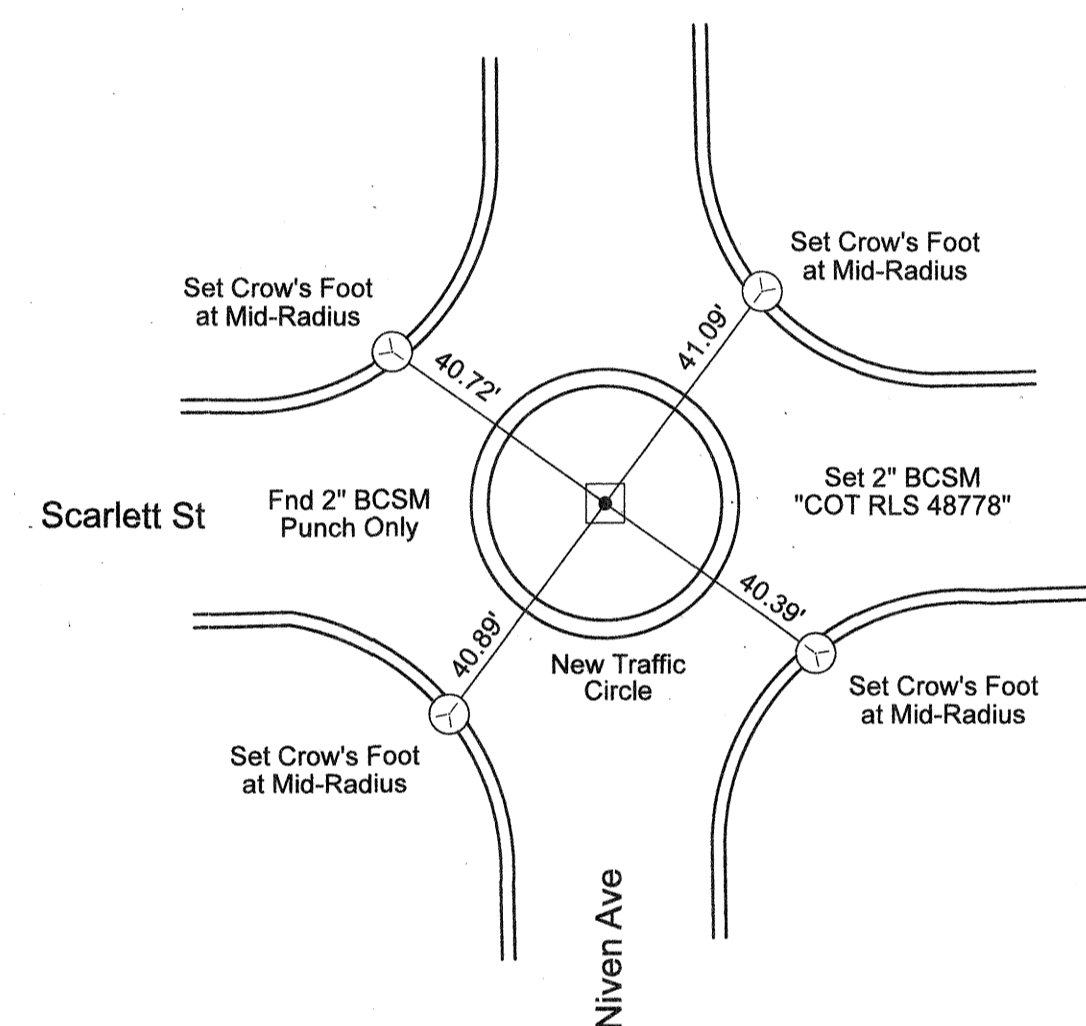 Set Crow's Foot
at Mid-Radius
Set Crow's Foot
at Mid-Radius
41.09'
40.72'
Scarlett St
Fnd 2" BCSM
Punch Only
Set 2" BCSM
"COT RLS 48778"
40.89'
40.39'
New Traffic
Circle
Set Crow's Foot
at Mid-Radius
Set Crow's Foot
at Mid-Radius
Niven Ave